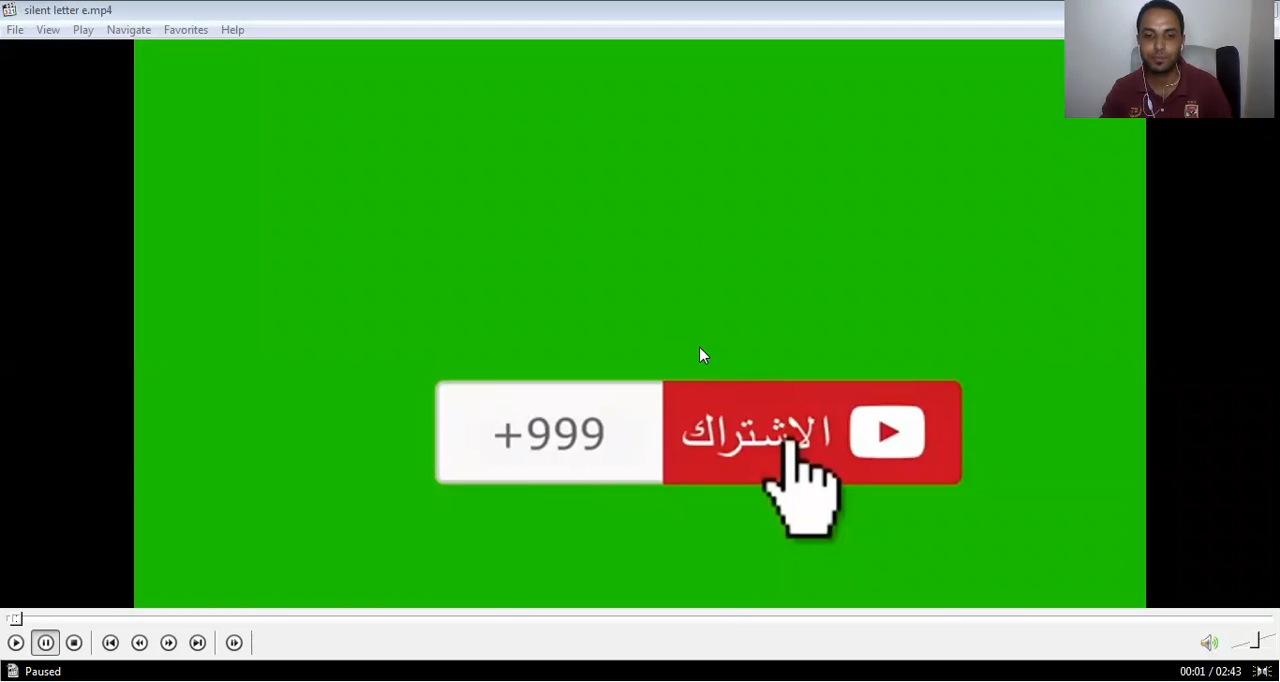 silent letter e.mp4
File View Play Navigate Favorites Help
+999 الاشتراك
Paused 00:01 / 02:43